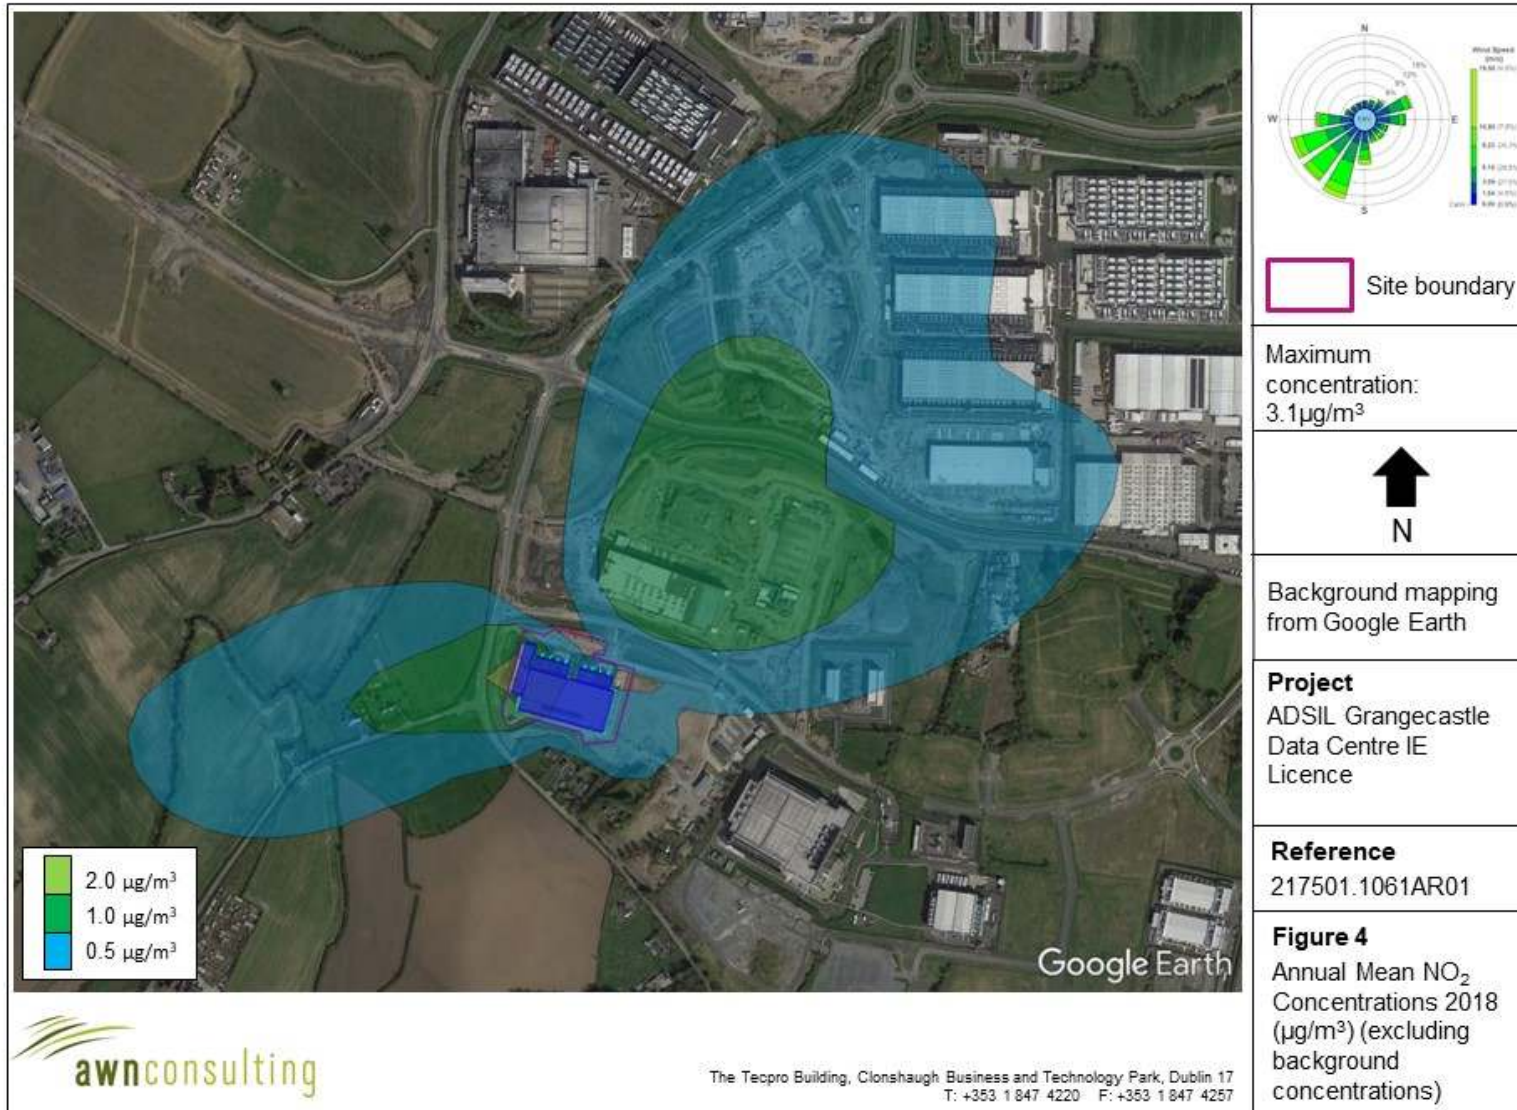 N
Wind Speed
W
E
S
Site boundary
Maximum
concentration:
3.1µg/m³
N
Background mapping
from Google Earth
Project
ADSIL Grangecastle
Data Centre IE
Licence
Reference
217501.1061AR01
Figure 4
Annual Mean NO₂
Concentrations 2018
(µg/m³) (excluding
background
concentrations)
2.0 µg/m³
1.0 µg/m³
0.5 µg/m³
Google Earth
awnconsulting
The Tecpro Building, Clonshaugh Business and Technology Park, Dublin 17
T: +353 1 847 4220 F: +353 1 847 4257